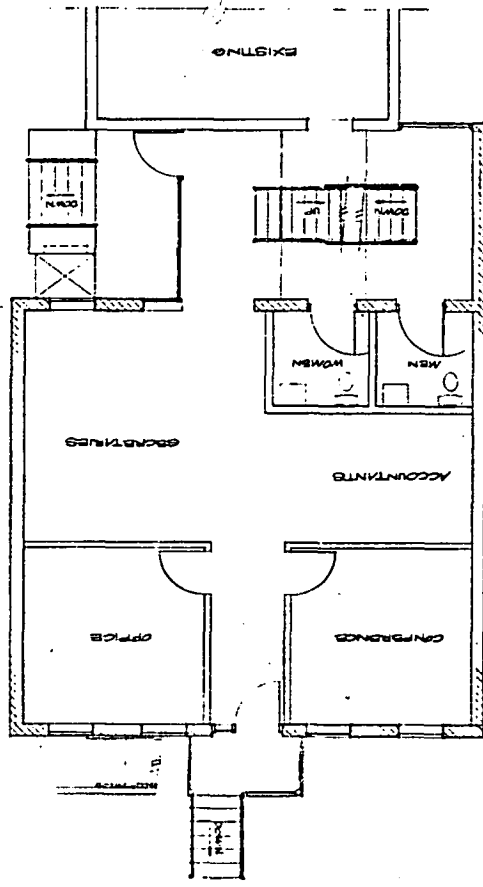 DOWN
CONFERENCE
OFFICE
ACCOUNTANTS
SECRETARIES
MEN
WOMEN
DOWN
UP
DOWN
EXISTING